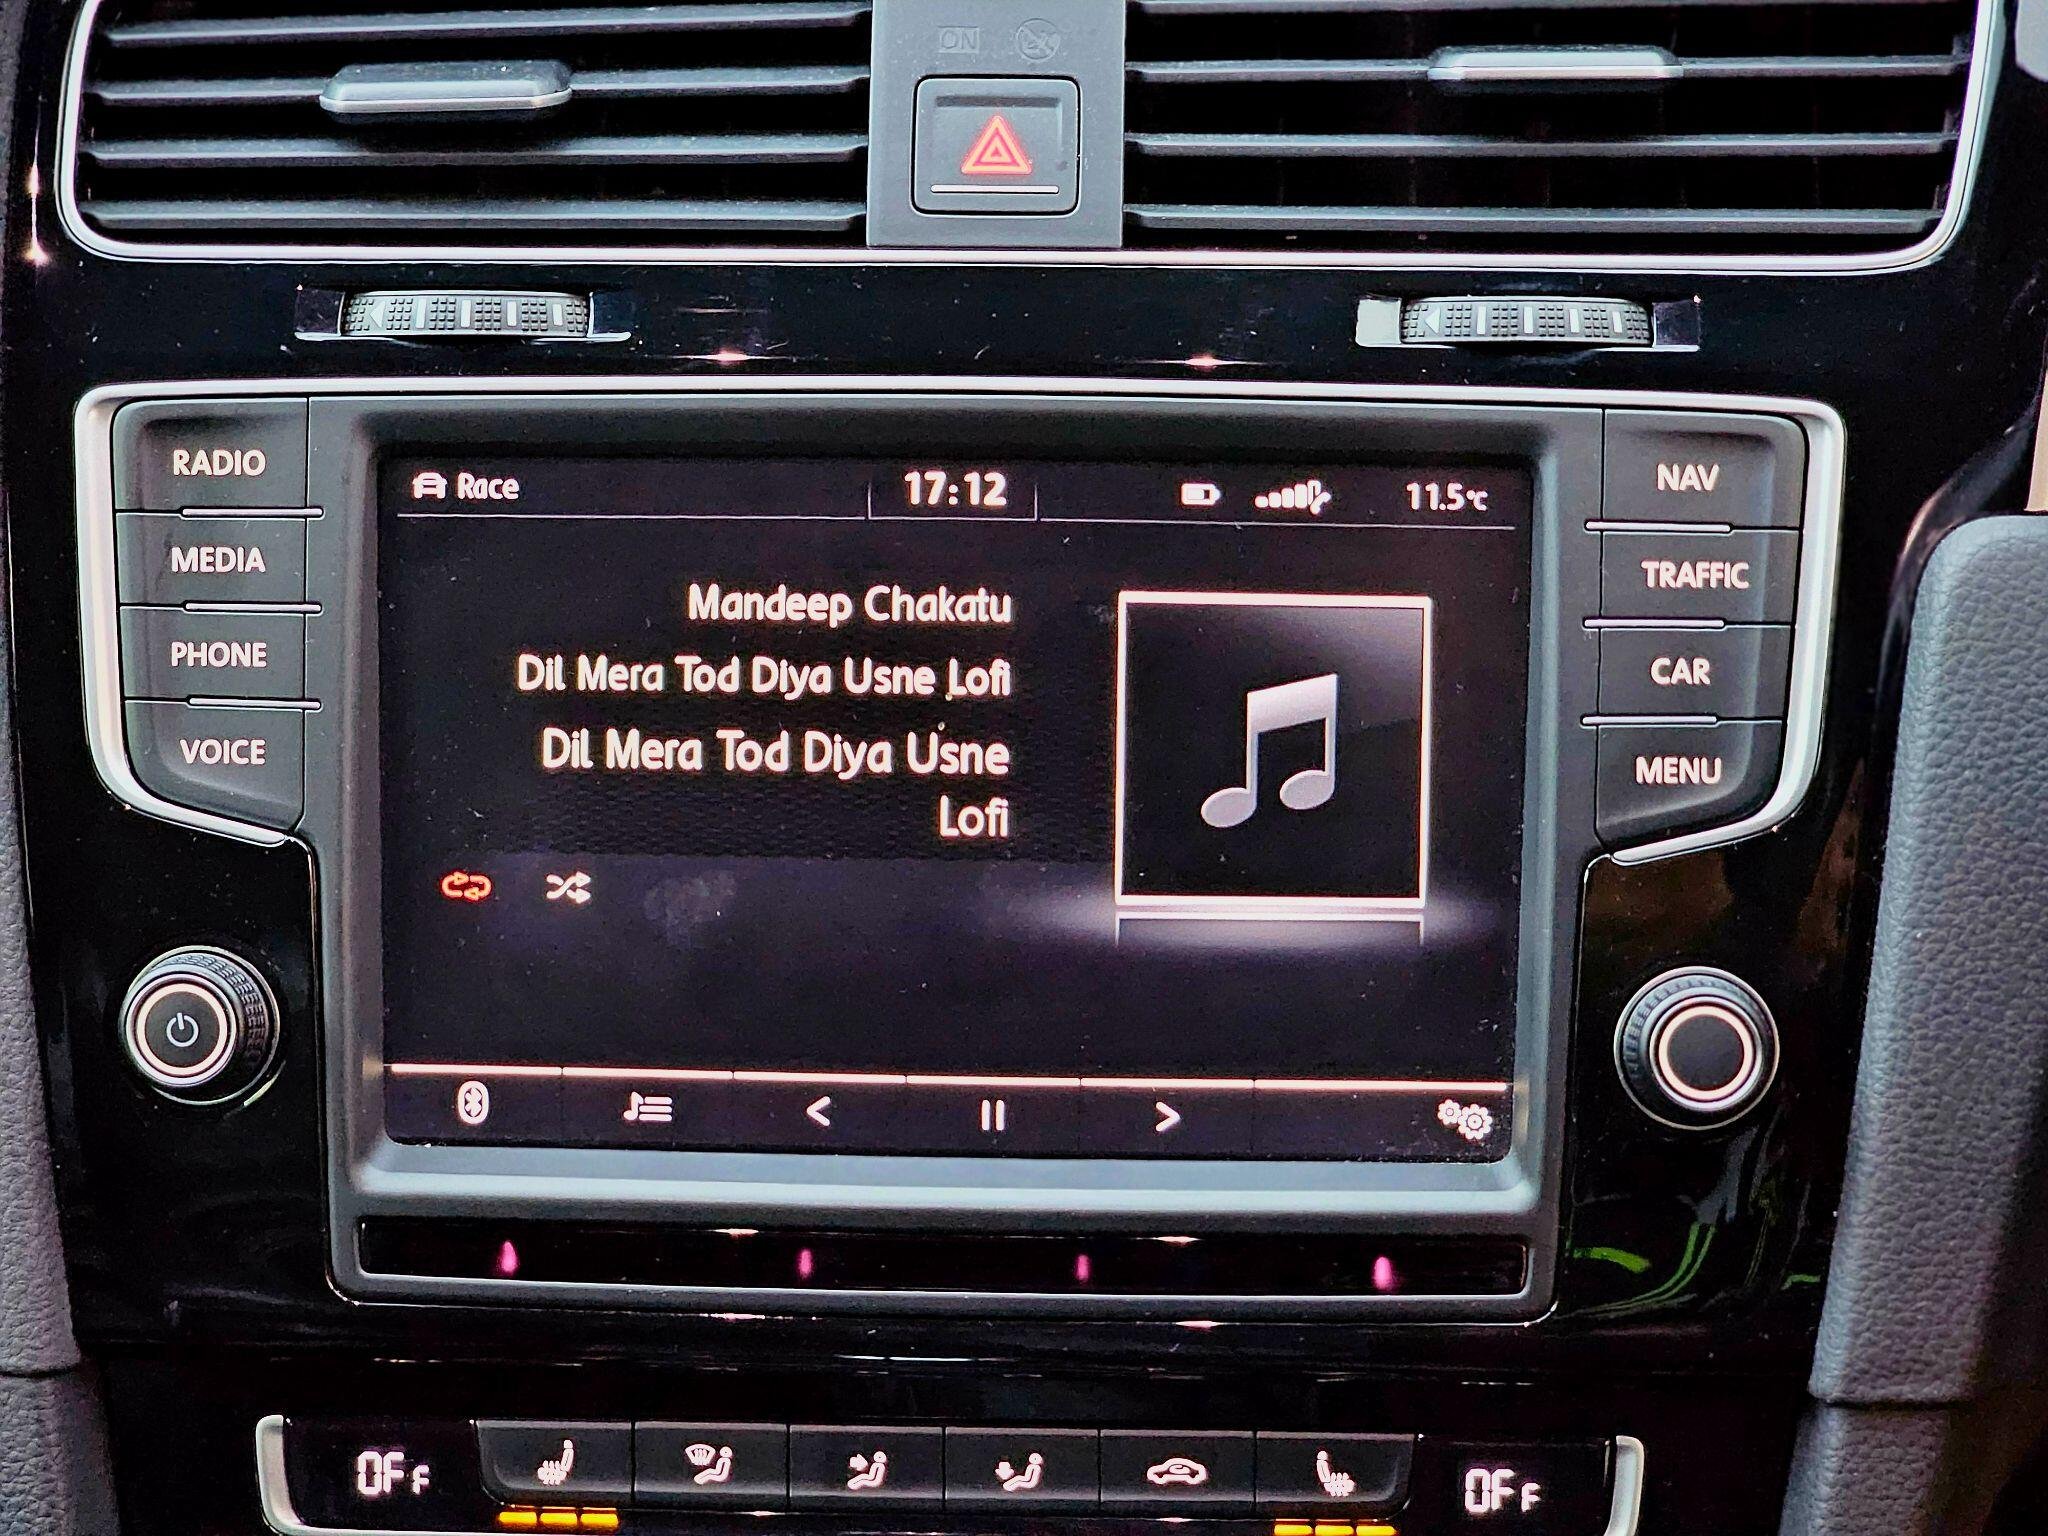 ON
RADIO
MEDIA
PHONE
VOICE
Race
17:12
11.5°C
Mandeep Chakatu
Dil Mera Tod Diya Usne Lofi
Dil Mera Tod Diya Usne
Lofi
NAV
TRAFFIC
CAR
MENU
OFF
OFF